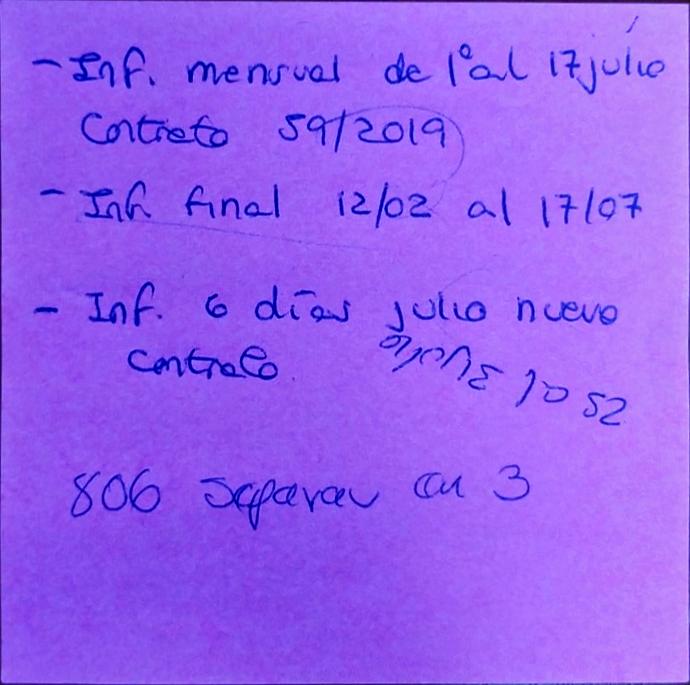 - Inf. mensual de 1° al 17 julio
Contrato 59/2019
- Inf. final 12/02 al 17/07
- Inf. 6 días julio nuevo
contrato.
25 al 31 julio
806 separar en 3